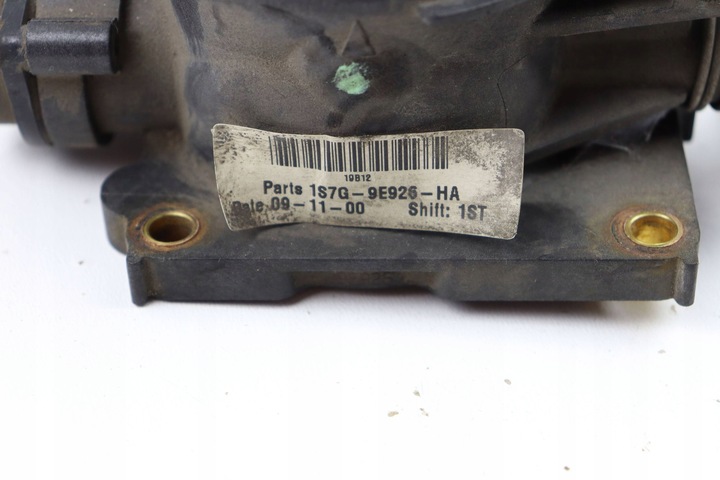 19B12
Parts 1S7G-9E926-HA
Date 09-11-00 Shift: 1ST